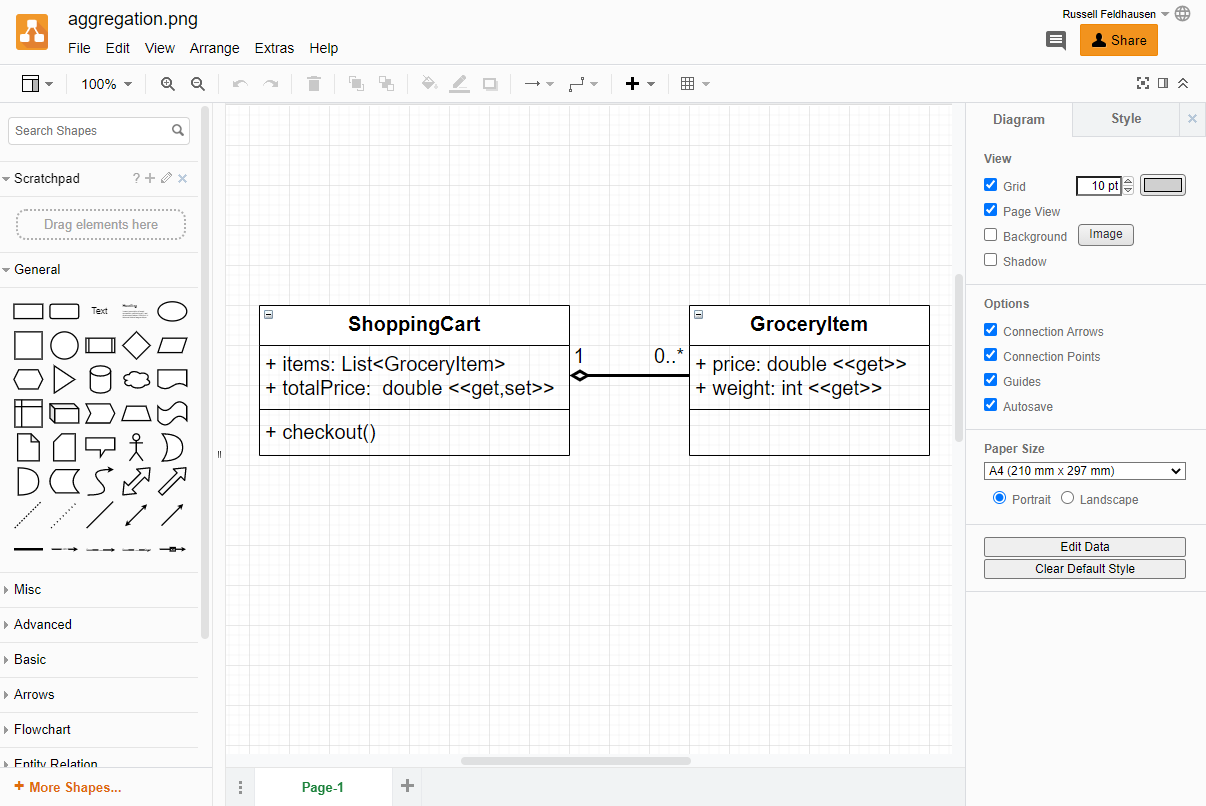 aggregation.png
Russell Feldhausen
File Edit View Arrange Extras Help
Share
100%
Search Shapes
Scratchpad
?
Drag elements here
General
Text
Heading
Misc
Advanced
Basic
Arrows
Flowchart
Entity Relation
+ More Shapes...
ShoppingCart
+ items: List<GroceryItem>
+ totalPrice: double <<get,set>>
+ checkout()
1
0..*
GroceryItem
+ price: double <<get>>
+ weight: int <<get>>
Page-1
Diagram
Style
View
Grid
10 pt
Page View
Background
Image
Shadow
Options
Connection Arrows
Connection Points
Guides
Autosave
Paper Size
A4 (210 mm x 297 mm)
Portrait
Landscape
Edit Data
Clear Default Style